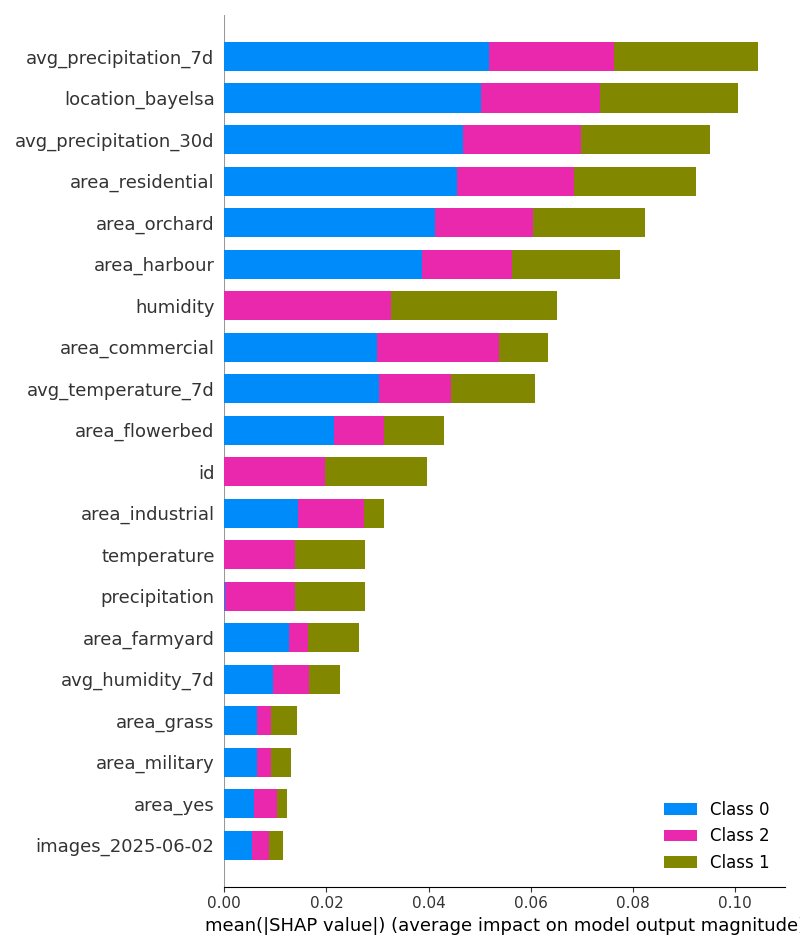 avg_precipitation_7d
location_bayelsa
avg_precipitation_30d
area_residential
area_orchard
area_harbour
humidity
area_commercial
avg_temperature_7d
area_flowerbed
id
area_industrial
temperature
precipitation
area_farmyard
avg_humidity_7d
area_grass
area_military
area_yes
images_2025-06-02
Class 0
Class 2
Class 1
0.00 0.02 0.04 0.06 0.08 0.10
mean(|SHAP value|) (average impact on model output magnitude